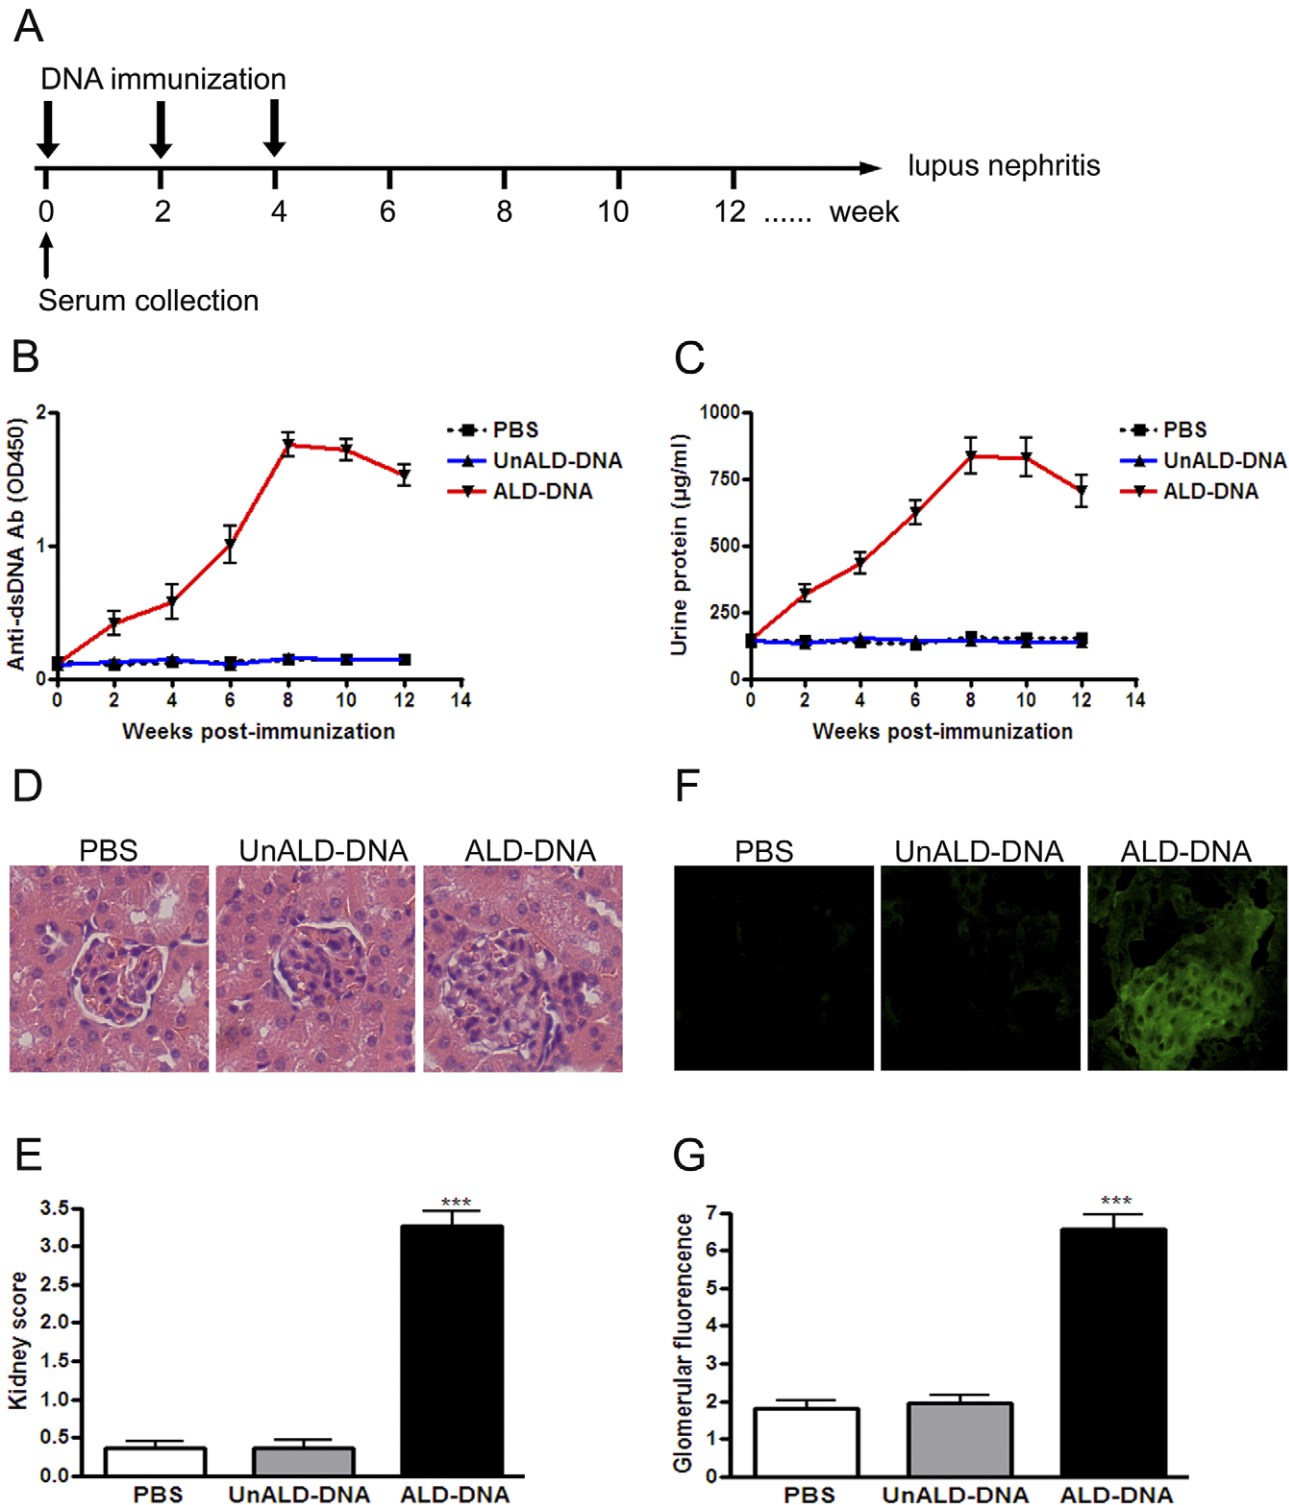 A
DNA immunization
lupus nephritis
0 2 4 6 8 10 12 ...... week
Serum collection
B
Anti-dsDNA Ab (OD450)
2
1
0
0 2 4 6 8 10 12 14
Weeks post-immunization
PBS
UnALD-DNA
ALD-DNA
C
Urine protein (μg/ml)
1000
750
500
250
0
0 2 4 6 8 10 12 14
Weeks post-immunization
PBS
UnALD-DNA
ALD-DNA
D
PBS UnALD-DNA ALD-DNA
F
PBS UnALD-DNA ALD-DNA
E
Kidney score
3.5
3.0
2.5
2.0
1.5
1.0
0.5
0.0
***
PBS UnALD-DNA ALD-DNA
G
Glomerular fluorencence
7
6
5
4
3
2
1
0
***
PBS UnALD-DNA ALD-DNA